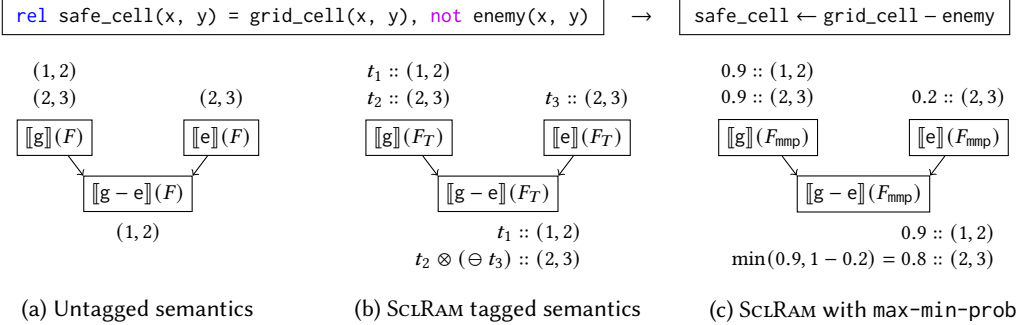 rel safe_cell(x, y) = grid_cell(x, y), not enemy(x, y) → safe_cell ← grid_cell − enemy
(1, 2)
(2, 3) (2, 3)
⟦g⟧(F) ⟦e⟧(F)
⟦g − e⟧(F)
(1, 2)
(a) Untagged semantics
t₁ :: (1, 2)
t₂ :: (2, 3) t₃ :: (2, 3)
⟦g⟧(F_T) ⟦e⟧(F_T)
⟦g − e⟧(F_T)
t₁ :: (1, 2)
t₂ ⊗ (⊖ t₃) :: (2, 3)
(b) SCLRAM tagged semantics
0.9 :: (1, 2)
0.9 :: (2, 3) 0.2 :: (2, 3)
⟦g⟧(F_mmp) ⟦e⟧(F_mmp)
⟦g − e⟧(F_mmp)
0.9 :: (1, 2)
min(0.9, 1 − 0.2) = 0.8 :: (2, 3)
(c) SCLRAM with max-min-prob